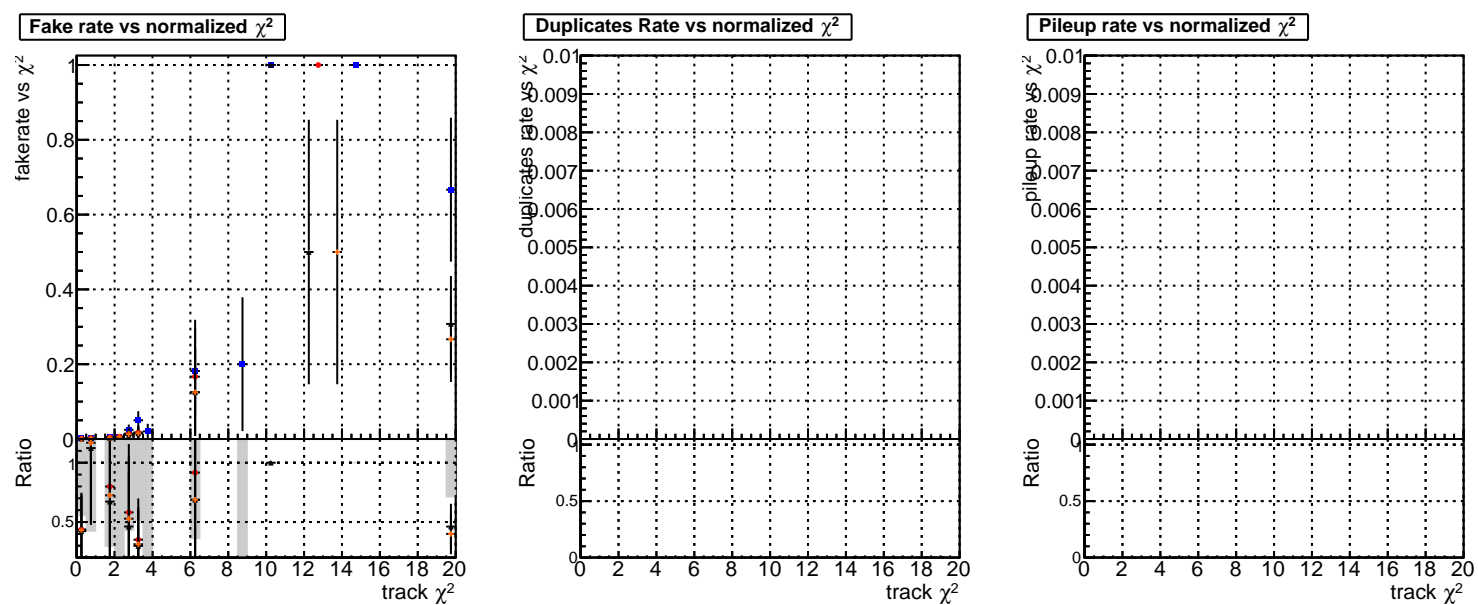 Fake rate vs normalized χ²
fakerate vs χ²
1
0.8
0.6
0.4
0.2
0
Ratio
1
0.5
0 2 4 6 8 10 12 14 16 18 20
track χ²
Duplicates Rate vs normalized χ²
duplicates rate vs χ²
0.01
0.009
0.008
0.007
0.006
0.005
0.004
0.003
0.002
0.001
0
Ratio
1
0.5
0
0 2 4 6 8 10 12 14 16 18 20
track χ²
Pileup rate vs normalized χ²
pileup rate vs χ²
0.01
0.009
0.008
0.007
0.006
0.005
0.004
0.003
0.002
0.001
0
Ratio
1
0.5
0
0 2 4 6 8 10 12 14 16 18 20
track χ²